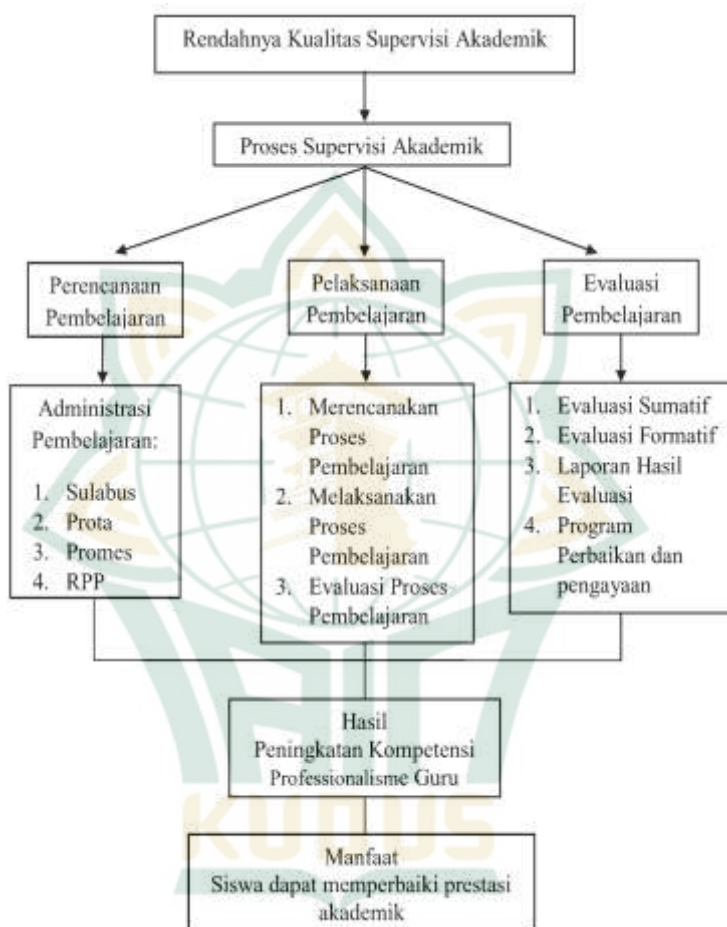 Rendahnya Kualitas Supervisi Akademik
Proses Supervisi Akademik
Perencanaan
Pembelajaran
Pelaksanaan
Pembelajaran
Evaluasi
Pembelajaran
Administrasi
Pembelajaran:
1. Sulabus
2. Prota
3. Promes
4. RPP
1. Merencanakan
Proses
Pembelajaran
2. Melaksanakan
Proses
Pembelajaran
3. Evaluasi Proses
Pembelajaran
1. Evaluasi Sumatif
2. Evaluasi Formatif
3. Laporan Hasil
Evaluasi
4. Program
Perbaikan dan
pengayaan
Hasil
Peningkatan Kompetensi
Professionalisme Guru
Manfaat
Siswa dapat memperbaiki prestasi
akademik
KUDUS